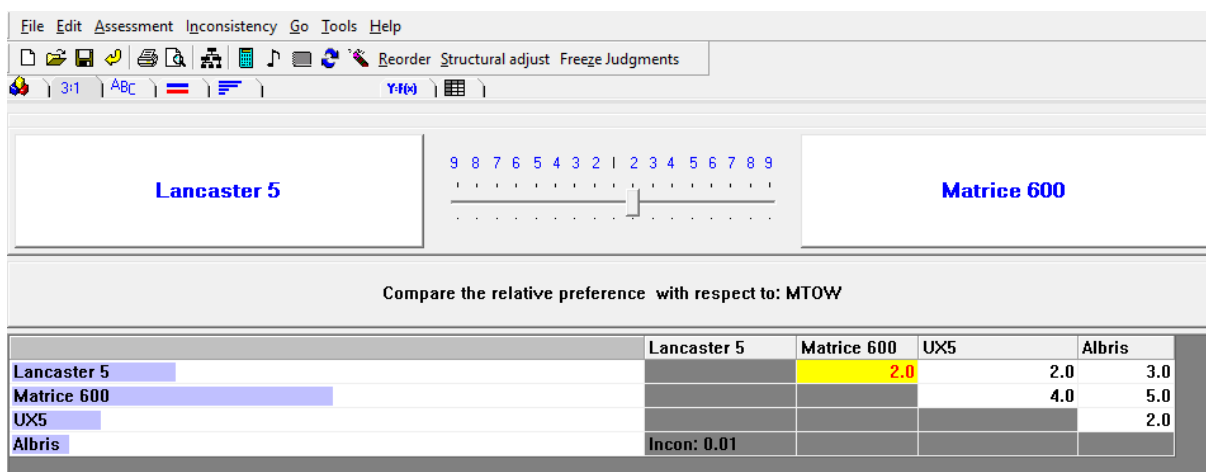 File Edit Assessment Inconsistency Go Tools Help
Reorder Structural adjust Freeze Judgments
3:1 ABC Y=F(x)
9 8 7 6 5 4 3 2 1 2 3 4 5 6 7 8 9
Lancaster 5 Matrice 600
Compare the relative preference with respect to: MTOW
Lancaster 5 Matrice 600 UX5 Albris
Lancaster 5 2.0 2.0 3.0
Matrice 600 4.0 5.0
UX5 2.0
Albris Incon: 0.01